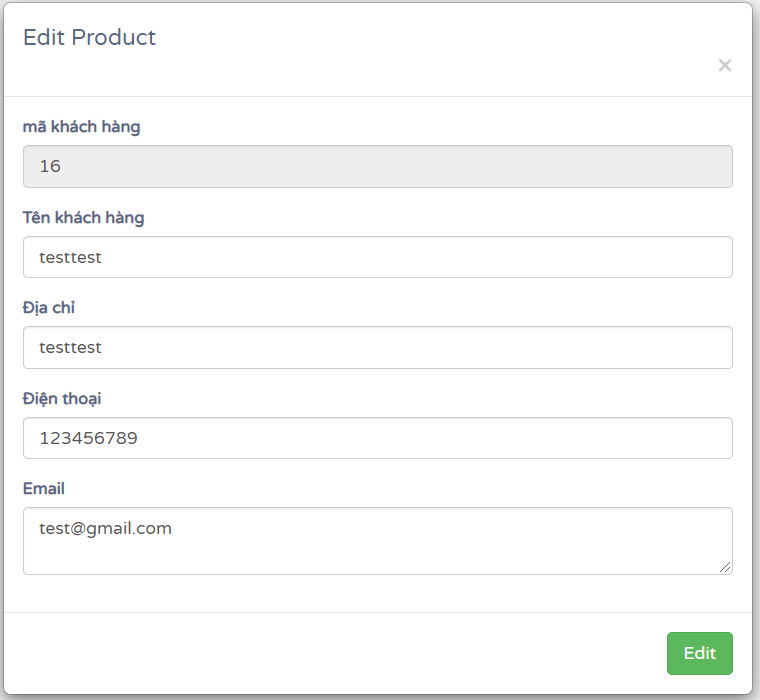 Edit Product
×
mã khách hàng
16
Tên khách hàng
testtest
Địa chỉ
testtest
Điện thoại
123456789
Email
test@gmail.com
Edit